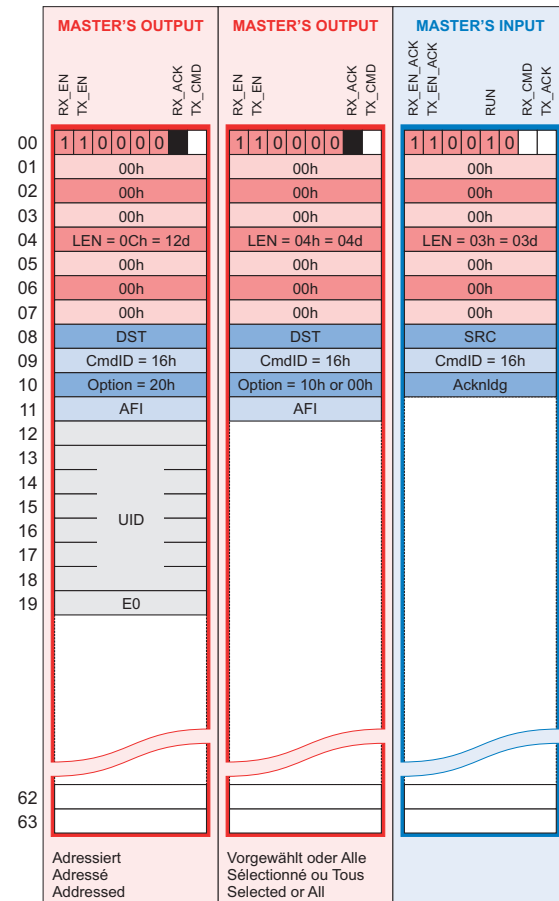 MASTER'S OUTPUT MASTER'S OUTPUT MASTER'S INPUT
RX_EN TX_EN RX_ACK TX_CMD RX_EN TX_EN RX_ACK TX_CMD RX_EN_ACK TX_EN_ACK RUN RX_CMD TX_ACK
00 1 1 0 0 0 0 1 1 0 0 0 0 1 1 0 0 1 0
01 00h 00h 00h
02 00h 00h 00h
03 00h 00h 00h
04 LEN = 0Ch = 12d LEN = 04h = 04d LEN = 03h = 03d
05 00h 00h 00h
06 00h 00h 00h
07 00h 00h 00h
08 DST DST SRC
09 CmdID = 16h CmdID = 16h CmdID = 16h
10 Option = 20h Option = 10h or 00h Acknldg
11 AFI AFI
12
13
14
15
UID
16
17
18
19 E0
62
63
Adressiert Vorgewählt oder Alle
Adressé Sélectionné ou Tous
Addressed Selected or All